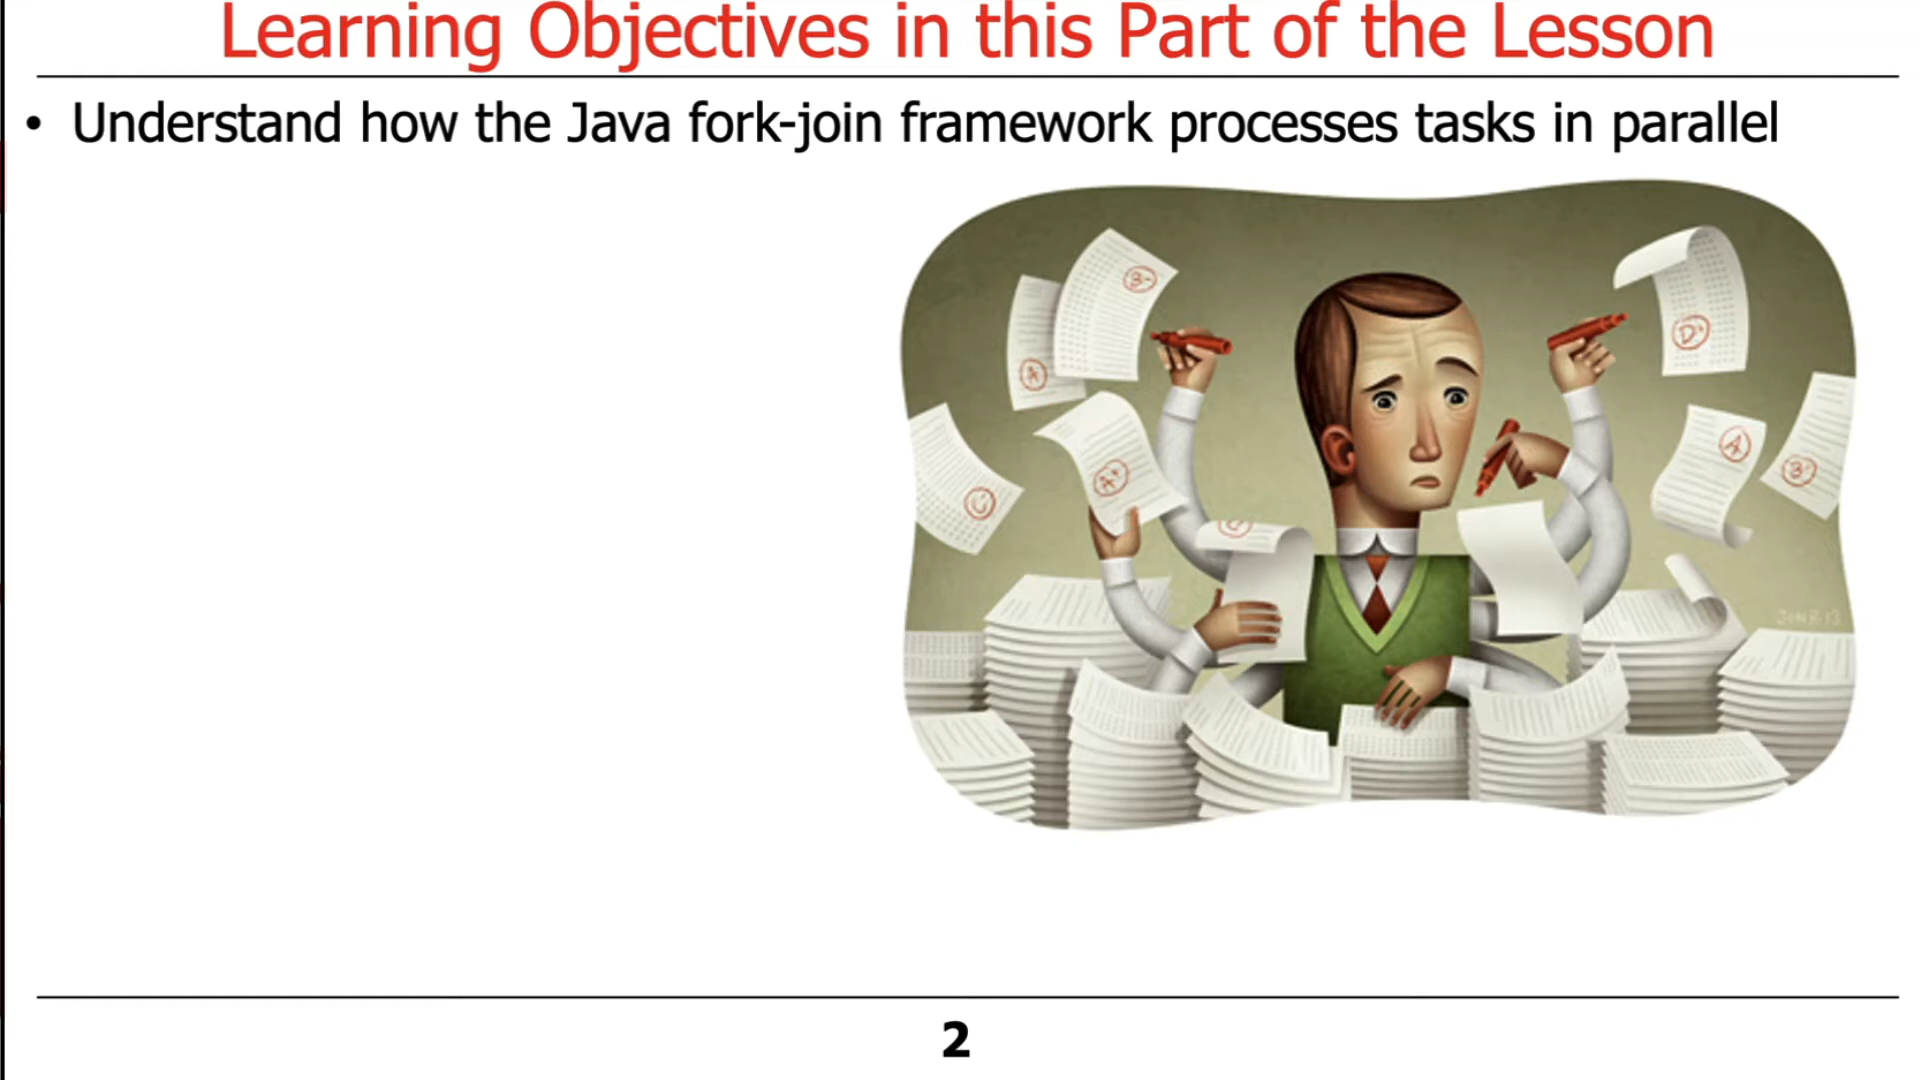 Learning Objectives in this Part of the Lesson
• Understand how the Java fork-join framework processes tasks in parallel
B-
D+
A
A
B-
2